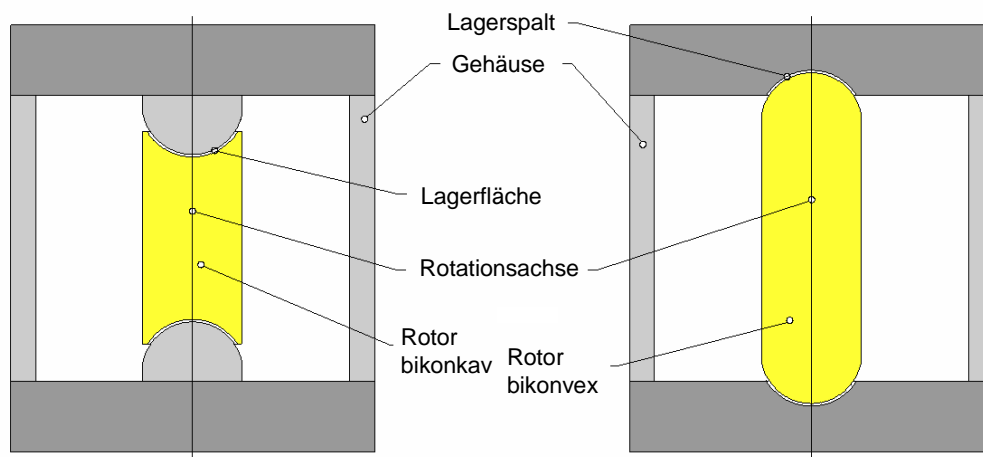 Lagerspalt
Gehäuse
Lagerfläche
Rotationsachse
Rotor
bikonkav
Rotor
bikonvex